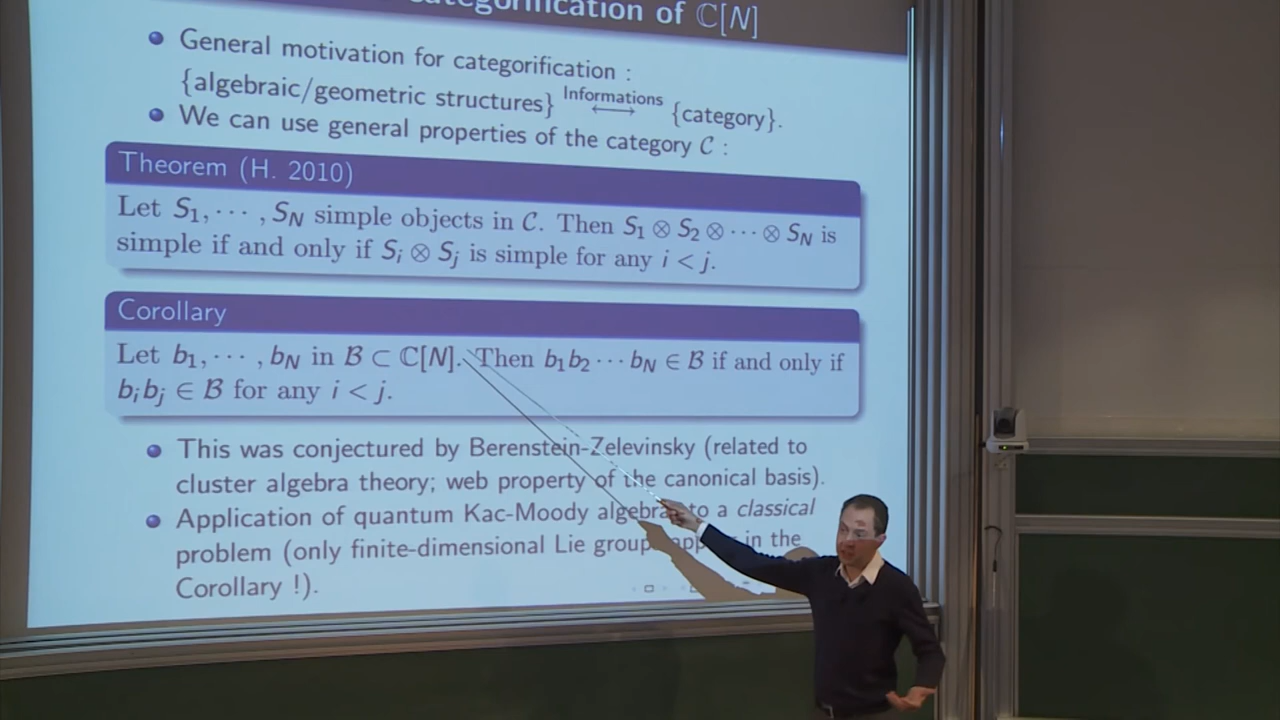 categorification of ℂ[N]
General motivation for categorification :
{algebraic/geometric structures} Informations ⟷ {category}.
We can use general properties of the category 𝒞 :
Theorem (H. 2010)
Let S₁, ⋯ , S_N simple objects in 𝒞. Then S₁ ⊗ S₂ ⊗ ⋯ ⊗ S_N is
simple if and only if S_i ⊗ S_j is simple for any i < j.
Corollary
Let b₁, ⋯ , b_N in ℬ ⊂ ℂ[N]. Then b₁b₂ ⋯ b_N ∈ ℬ if and only if
b_ib_j ∈ ℬ for any i < j.
This was conjectured by Berenstein-Zelevinsky (related to
cluster algebra theory; web property of the canonical basis).
Application of quantum Kac-Moody algebras to a classical
problem (only finite-dimensional Lie groups appear in the
Corollary !).